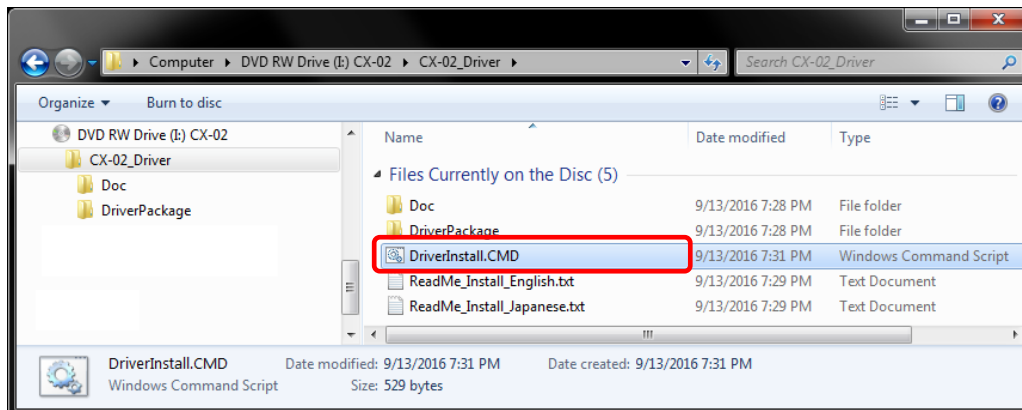 Computer DVD RW Drive (I:) CX-02 CX-02_Driver Search CX-02_Driver
Organize Burn to disc
DVD RW Drive (I:) CX-02
CX-02_Driver
Doc
DriverPackage
Name Date modified Type
Files Currently on the Disc (5)
Doc 9/13/2016 7:28 PM File folder
DriverPackage 9/13/2016 7:28 PM File folder
DriverInstall.CMD 9/13/2016 7:31 PM Windows Command Script
ReadMe_Install_English.txt 9/13/2016 7:29 PM Text Document
ReadMe_Install_Japanese.txt 9/13/2016 7:29 PM Text Document
DriverInstall.CMD Date modified: 9/13/2016 7:31 PM Date created: 9/13/2016 7:31 PM
Windows Command Script Size: 529 bytes